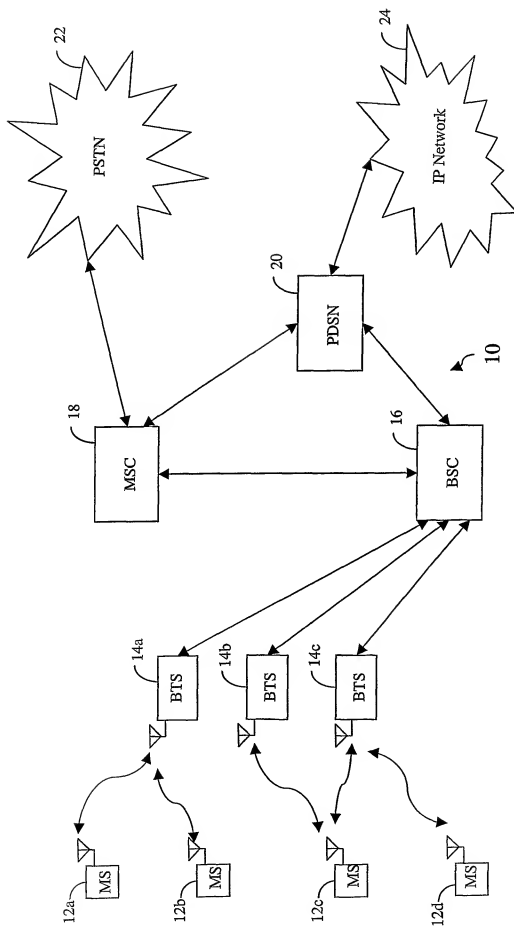 12a
MS
12b
MS
12c
MS
12d
MS
14a
BTS
14b
BTS
14c
BTS
18
MSC
16
BSC
20
PDSN
10
22
PSTN
24
IP Network